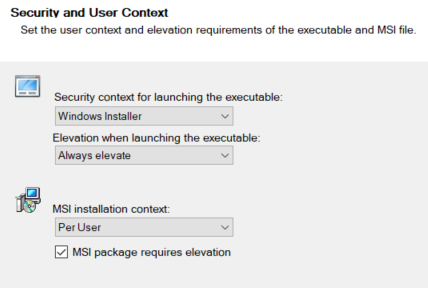 Security and User Context
Set the user context and elevation requirements of the executable and MSI file.
Security context for launching the executable:
Windows Installer
Elevation when launching the executable:
Always elevate
MSI installation context:
Per User
MSI package requires elevation